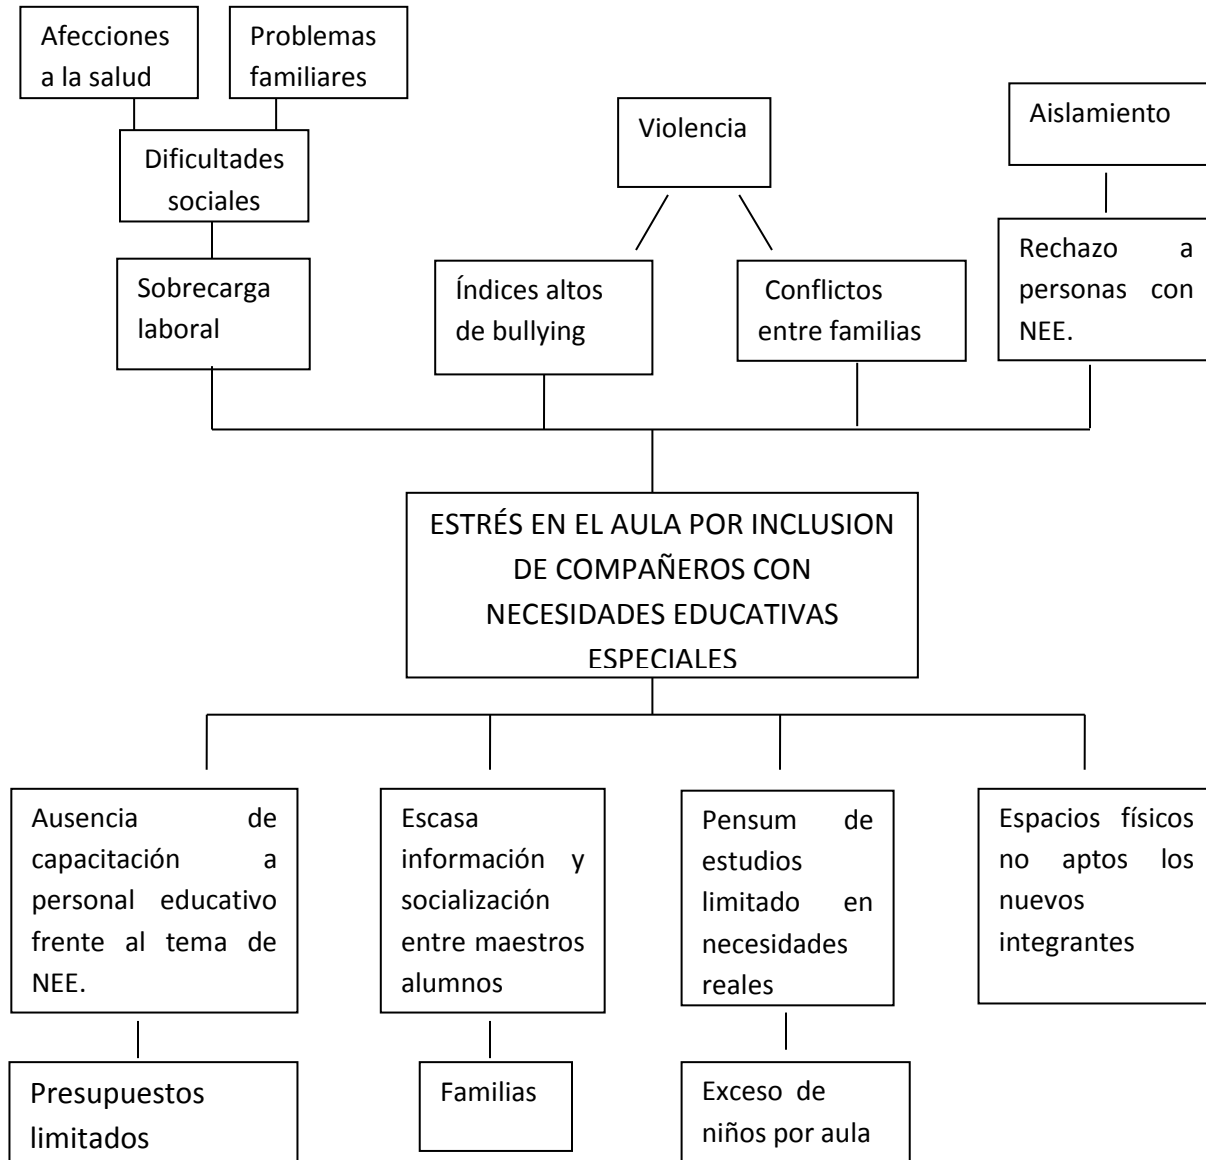 Afecciones
a la salud
Problemas
familiares
Violencia
Aislamiento
Dificultades
sociales
Sobrecarga
laboral
Índices altos
de bullying
Conflictos
entre familias
Rechazo a
personas con
NEE.
ESTRÉS EN EL AULA POR INCLUSION
DE COMPAÑEROS CON
NECESIDADES EDUCATIVAS
ESPECIALES
Ausencia de
capacitación a
personal educativo
frente al tema de
NEE.
Escasa
información y
socialización
entre maestros
alumnos
Pensum de
estudios
limitado en
necesidades
reales
Espacios físicos
no aptos los
nuevos
integrantes
Presupuestos
limitados
Familias
Exceso de
niños por aula